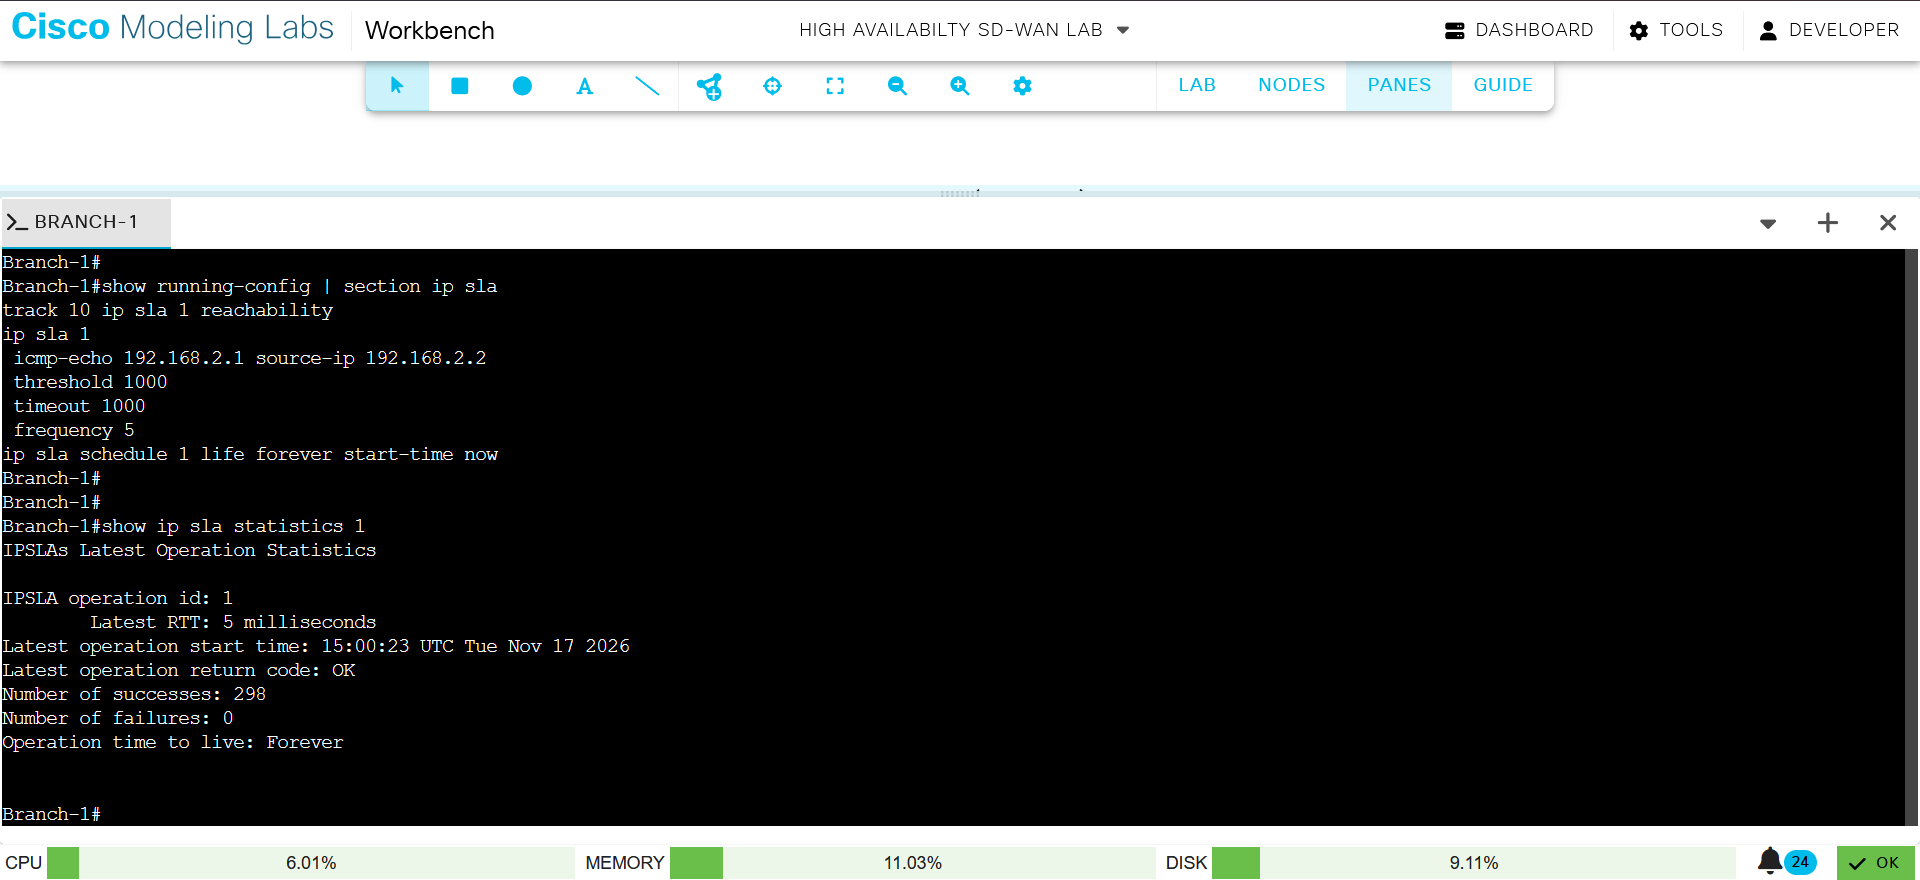 Cisco Modeling Labs Workbench HIGH AVAILABILTY SD-WAN LAB DASHBOARD TOOLS DEVELOPER
A LAB NODES PANES GUIDE
>_ BRANCH-1
Branch-1#
Branch-1#show running-config | section ip sla
track 10 ip sla 1 reachability
ip sla 1
 icmp-echo 192.168.2.1 source-ip 192.168.2.2
 threshold 1000
 timeout 1000
 frequency 5
ip sla schedule 1 life forever start-time now
Branch-1#
Branch-1#
Branch-1#show ip sla statistics 1
IPSLAs Latest Operation Statistics

IPSLA operation id: 1
        Latest RTT: 5 milliseconds
Latest operation start time: 15:00:23 UTC Tue Nov 17 2026
Latest operation return code: OK
Number of successes: 298
Number of failures: 0
Operation time to live: Forever

Branch-1#
CPU 6.01% MEMORY 11.03% DISK 9.11% 24 OK